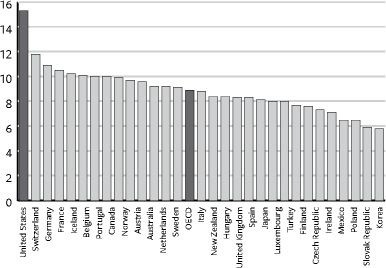 16
14
12
10
8
6
4
2
0
United States
Switzerland
Germany
France
Iceland
Belgium
Portugal
Canada
Norway
Austria
Australia
Netherlands
Sweden
OECD
Italy
New Zealand
Hungary
United Kingdom
Spain
Japan
Luxembourg
Turkey
Finland
Czech Republic
Ireland
Mexico
Poland
Slovak Republic
Korea